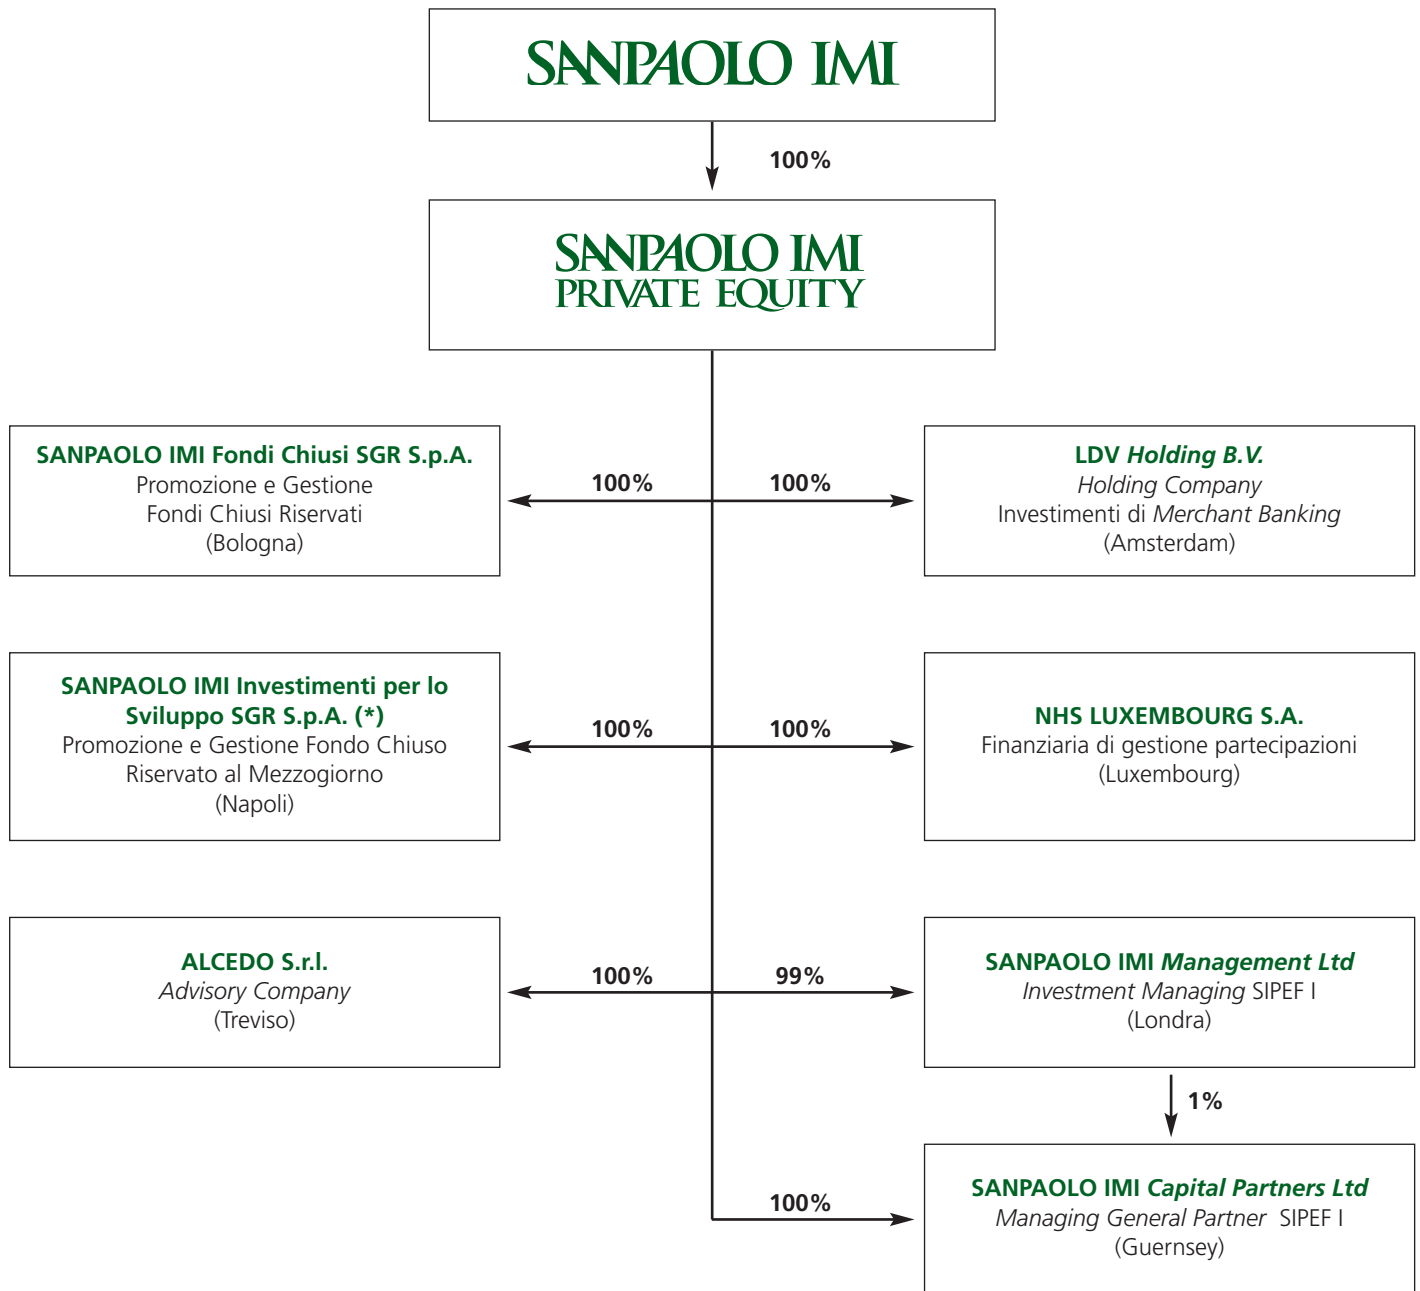 SANPAOLO IMI
100%
SANPAOLO IMI
PRIVATE EQUITY
SANPAOLO IMI Fondi Chiusi SGR S.p.A.
Promozione e Gestione
Fondi Chiusi Riservati
(Bologna)
100%
100%
LDV Holding B.V.
Holding Company
Investimenti di Merchant Banking
(Amsterdam)
SANPAOLO IMI Investimenti per lo
Sviluppo SGR S.p.A. (*)
Promozione e Gestione Fondo Chiuso
Riservato al Mezzogiorno
(Napoli)
100%
100%
NHS LUXEMBOURG S.A.
Finanziaria di gestione partecipazioni
(Luxembourg)
ALCEDO S.r.l.
Advisory Company
(Treviso)
100%
99%
SANPAOLO IMI Management Ltd
Investment Managing SIPEF I
(Londra)
1%
100%
SANPAOLO IMI Capital Partners Ltd
Managing General Partner SIPEF I
(Guernsey)